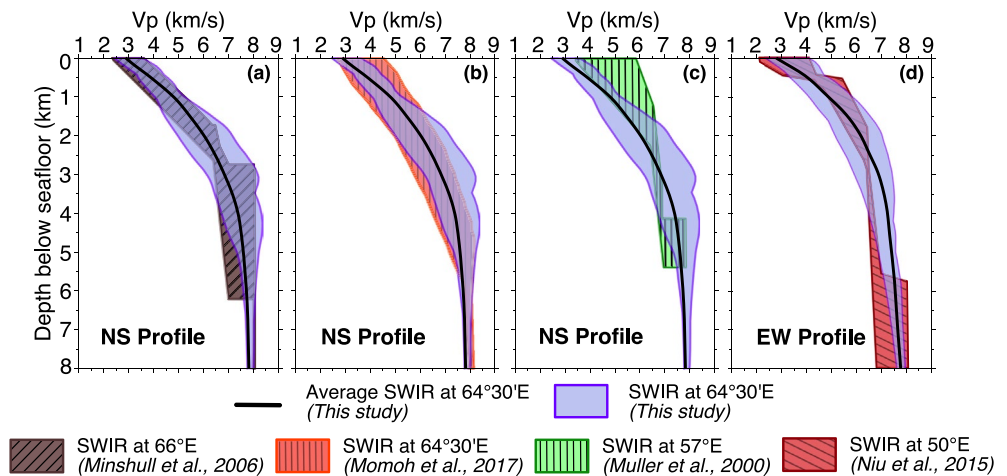 Vp (km/s) Vp (km/s) Vp (km/s) Vp (km/s)
1 2 3 4 5 6 7 8 9 1 2 3 4 5 6 7 8 9 1 2 3 4 5 6 7 8 9 1 2 3 4 5 6 7 8 9
0
1
2
3
4
5
6
7
8
Depth below seafloor (km)
(a) (b) (c) (d)
NS Profile NS Profile NS Profile EW Profile
Average SWIR at 64°30'E SWIR at 64°30'E
(This study) (This study)
SWIR at 66°E SWIR at 64°30'E SWIR at 57°E SWIR at 50°E
(Minshull et al., 2006) (Momoh et al., 2017) (Muller et al., 2000) (Niu et al., 2015)